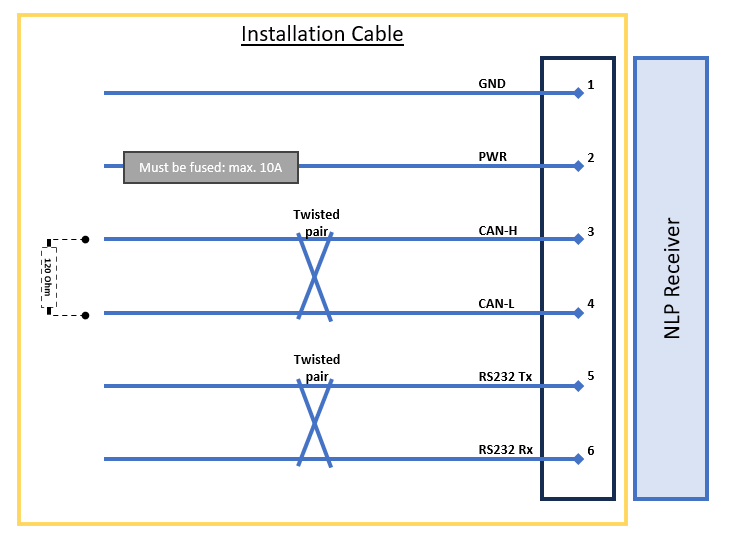 Installation Cable
GND
1
Must be fused: max. 10A
PWR
2
Twisted
pair
CAN-H
3
120 Ohm
CAN-L
4
Twisted
pair
RS232 Tx
5
RS232 Rx
6
NLP Receiver